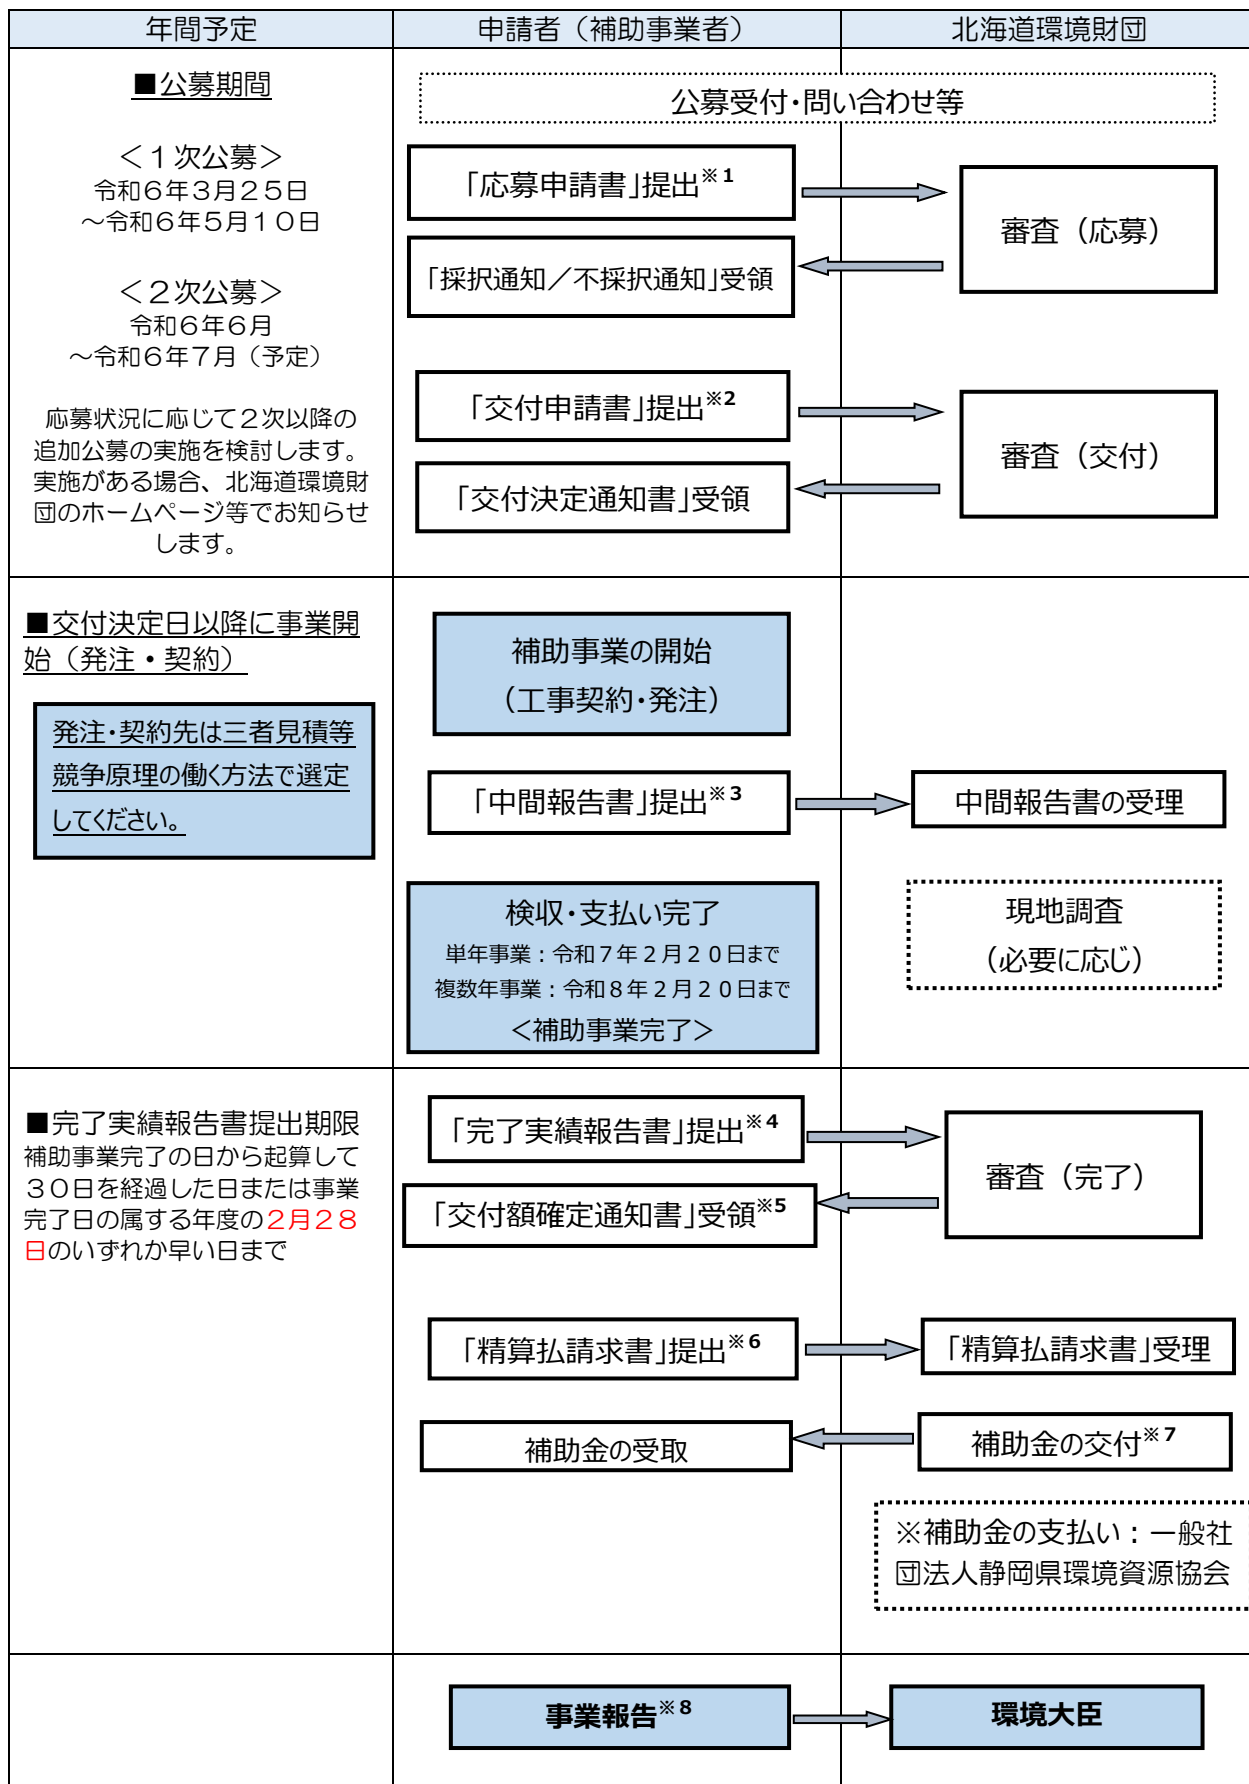 年間予定
申請者（補助事業者）
北海道環境財団
■公募期間
＜１次公募＞
令和６年３月２５日
～令和６年５月１０日
＜２次公募＞
令和６年６月
～令和６年７月（予定）
応募状況に応じて２次以降の
追加公募の実施を検討します。
実施がある場合、北海道環境財
団のホームページ等でお知らせ
します。
公募受付・問い合わせ等
「応募申請書」提出※1
審査（応募）
「採択通知／不採択通知」受領
「交付申請書」提出※2
審査（交付）
「交付決定通知書」受領
■交付決定日以降に事業開
始（発注・契約）
発注・契約先は三者見積等
競争原理の働く方法で選定
してください。
補助事業の開始
（工事契約・発注）
「中間報告書」提出※3
中間報告書の受理
検収・支払い完了
単年事業：令和７年２月２０日まで
複数年事業：令和８年２月２０日まで
＜補助事業完了＞
現地調査
（必要に応じ）
■完了実績報告書提出期限
補助事業完了の日から起算して
３０日を経過した日または事業
完了日の属する年度の２月２８
日のいずれか早い日まで
「完了実績報告書」提出※4
審査（完了）
「交付額確定通知書」受領※5
「精算払請求書」提出※6
「精算払請求書」受理
補助金の受取
補助金の交付※7
※補助金の支払い：一般社
団法人静岡県環境資源協会
事業報告※8
環境大臣